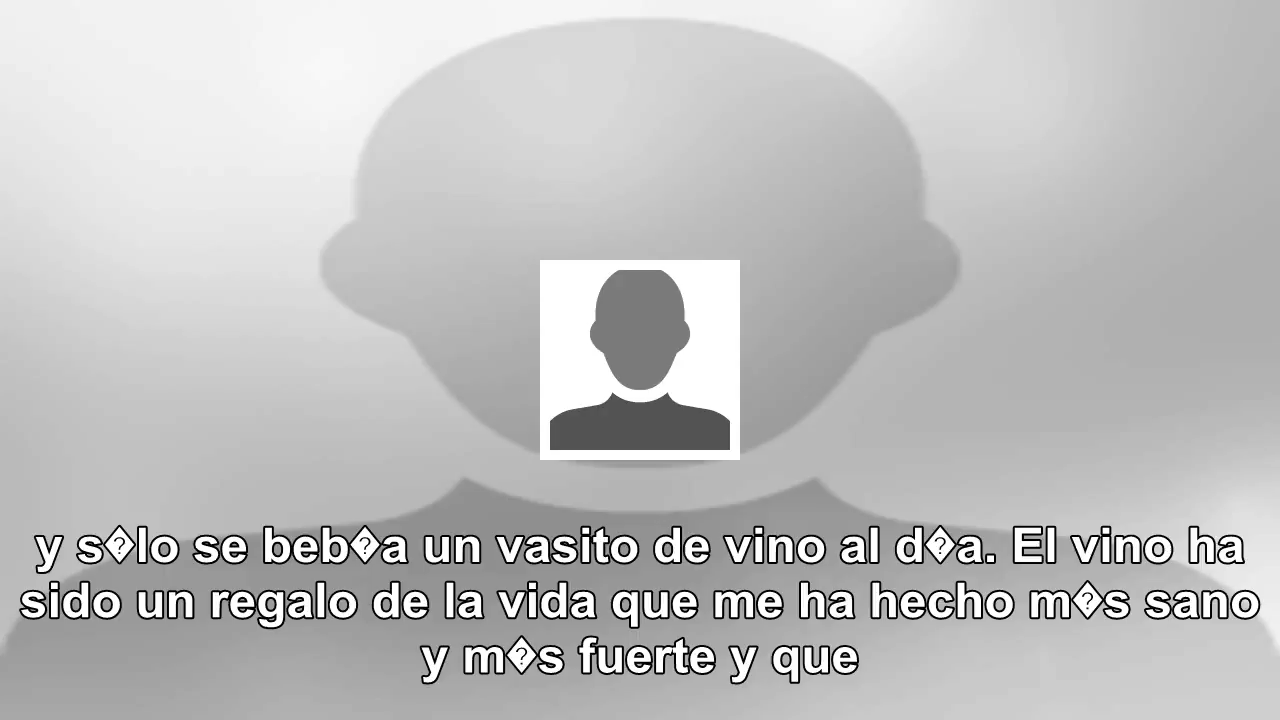 y s�lo se beb�a un vasito de vino al d�a. El vino ha
sido un regalo de la vida que me ha hecho m�s sano
y m�s fuerte y que